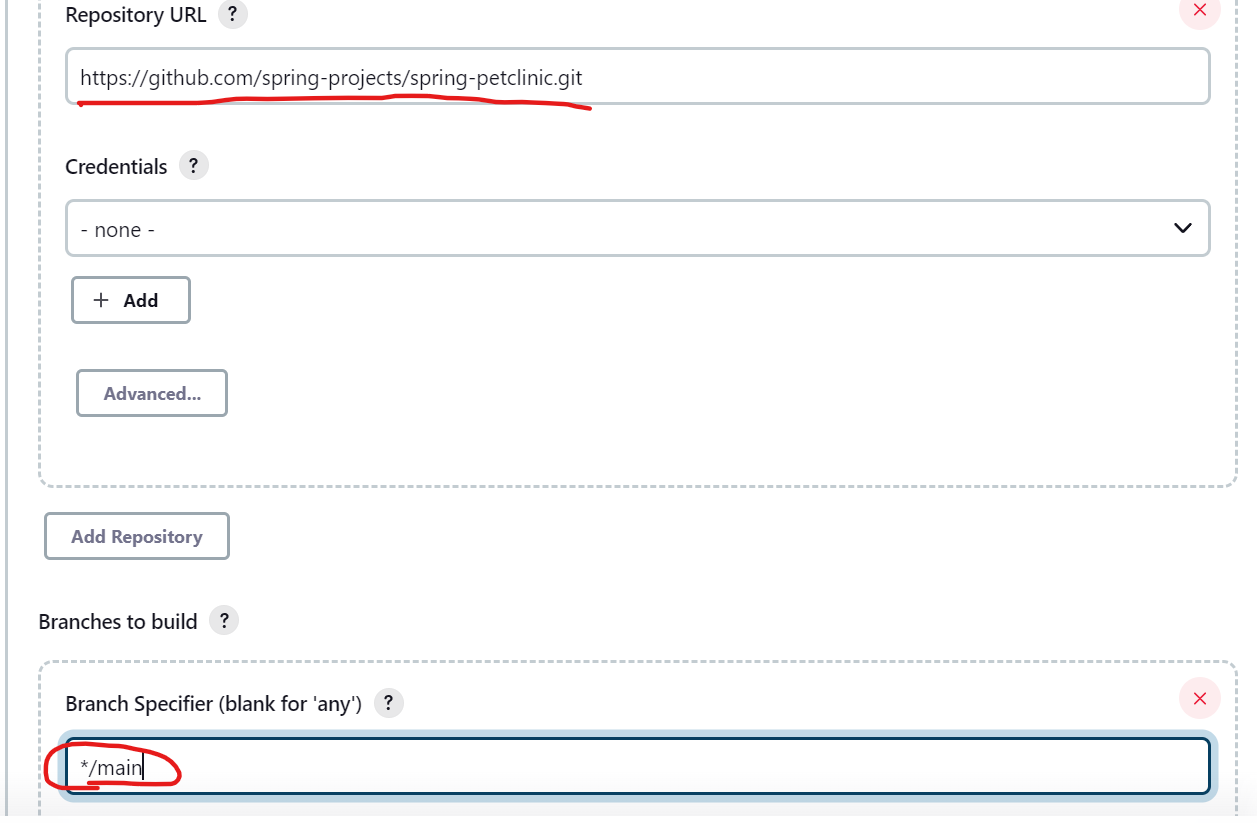 Repository URL ?
https://github.com/spring-projects/spring-petclinic.git
Credentials ?
- none -
+ Add
Advanced...
Add Repository
Branches to build ?
Branch Specifier (blank for 'any') ?
*/main